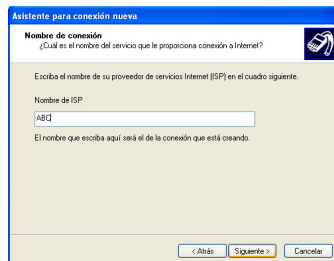 Asistente para conexión nueva
Nombre de conexión
¿Cuál es el nombre del servicio que le proporciona conexión a Internet?
Escriba el nombre de su proveedor de servicios Internet (ISP) en el cuadro siguiente.
Nombre de ISP
ABC
El nombre que escriba aquí será el de la conexión que está creando.
< Atrás Siguiente > Cancelar